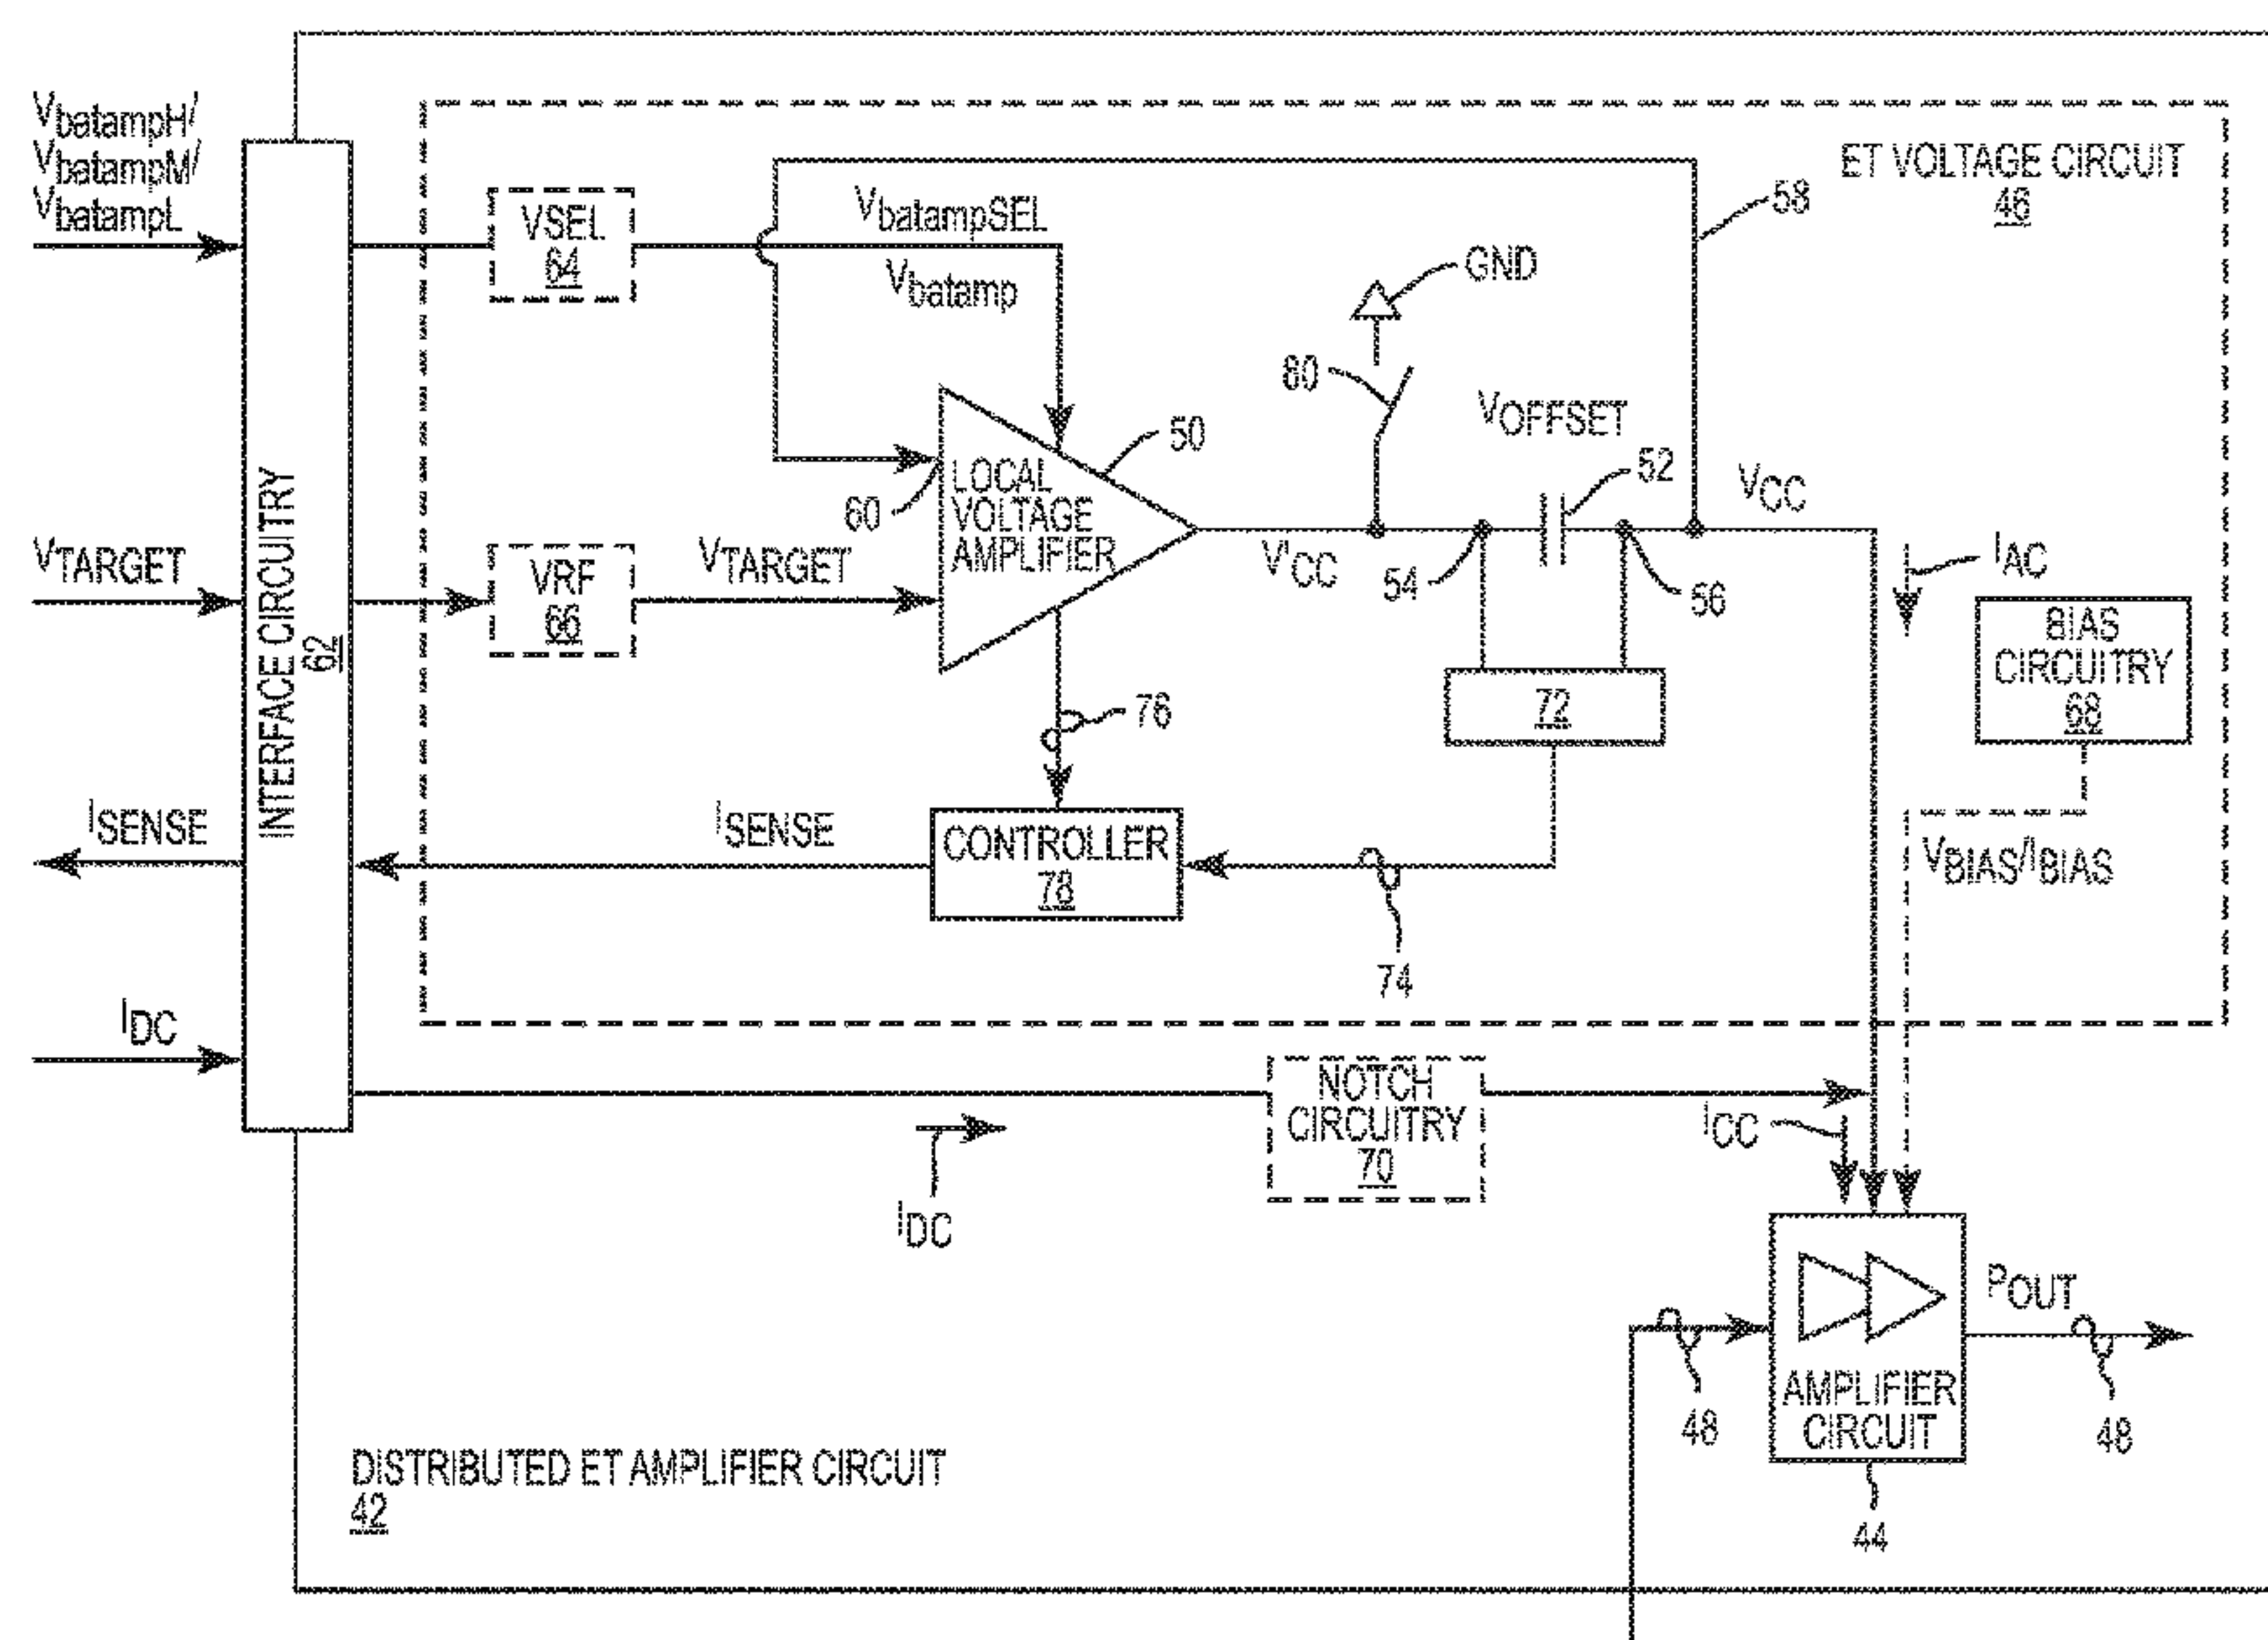 VbatampH/
VbatampM/
VbatampL
VTARGET
ISENSE
IDC
INTERFACE CIRCUITRY
62
VSEL
64
VbatampSEL
Vbatamp
VRF
66
VTARGET
ET VOLTAGE CIRCUIT
46
58
GND
80
VOFFSET
52
VCC
50
LOCAL
VOLTAGE
AMPLIFIER
60
V'CC
54
56
IAC
BIAS
CIRCUITRY
68
72
76
ISENSE
CONTROLLER
78
74
VBIAS/IBIAS
IDC
NOTCH
CIRCUITRY
70
ICC
POUT
AMPLIFIER
CIRCUIT
48
48
44
DISTRIBUTED ET AMPLIFIER CIRCUIT
42